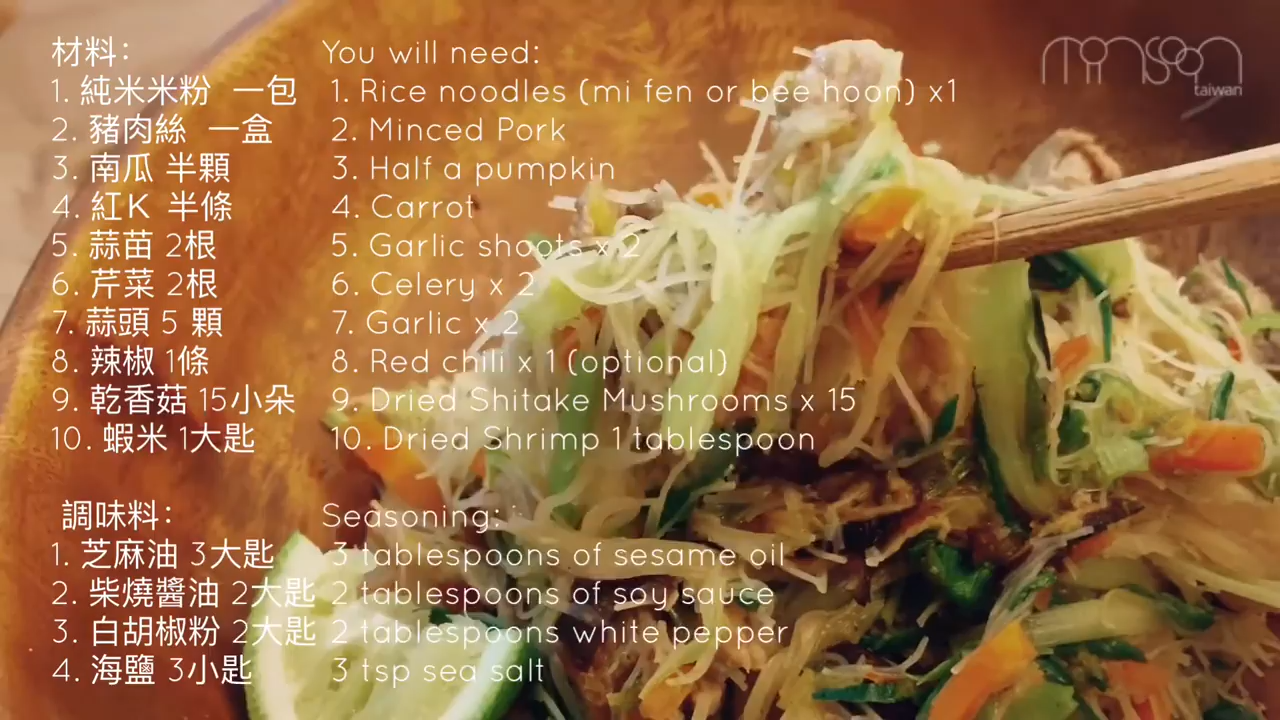 材料：
1. 純米米粉 一包
2. 豬肉絲 一盒
3. 南瓜 半顆
4. 紅K 半條
5. 蒜苗 2根
6. 芹菜 2根
7. 蒜頭 5 顆
8. 辣椒 1條
9. 乾香菇 15小朵
10. 蝦米 1大匙
調味料：
1. 芝麻油 3大匙
2. 柴燒醬油 2大匙
3. 白胡椒粉 2大匙
4. 海鹽 3小匙
You will need:
1. Rice noodles (mi fen or bee hoon) x1
2. Minced Pork
3. Half a pumpkin
4. Carrot
5. Garlic shoots x 2
6. Celery x 2
7. Garlic x 2
8. Red chili x 1 (optional)
9. Dried Shitake Mushrooms x 15
10. Dried Shrimp 1 tablespoon
Seasoning:
3 tablespoons of sesame oil
2 tablespoons of soy sauce
2 tablespoons white pepper
3 tsp sea salt
monsoon
taiwan